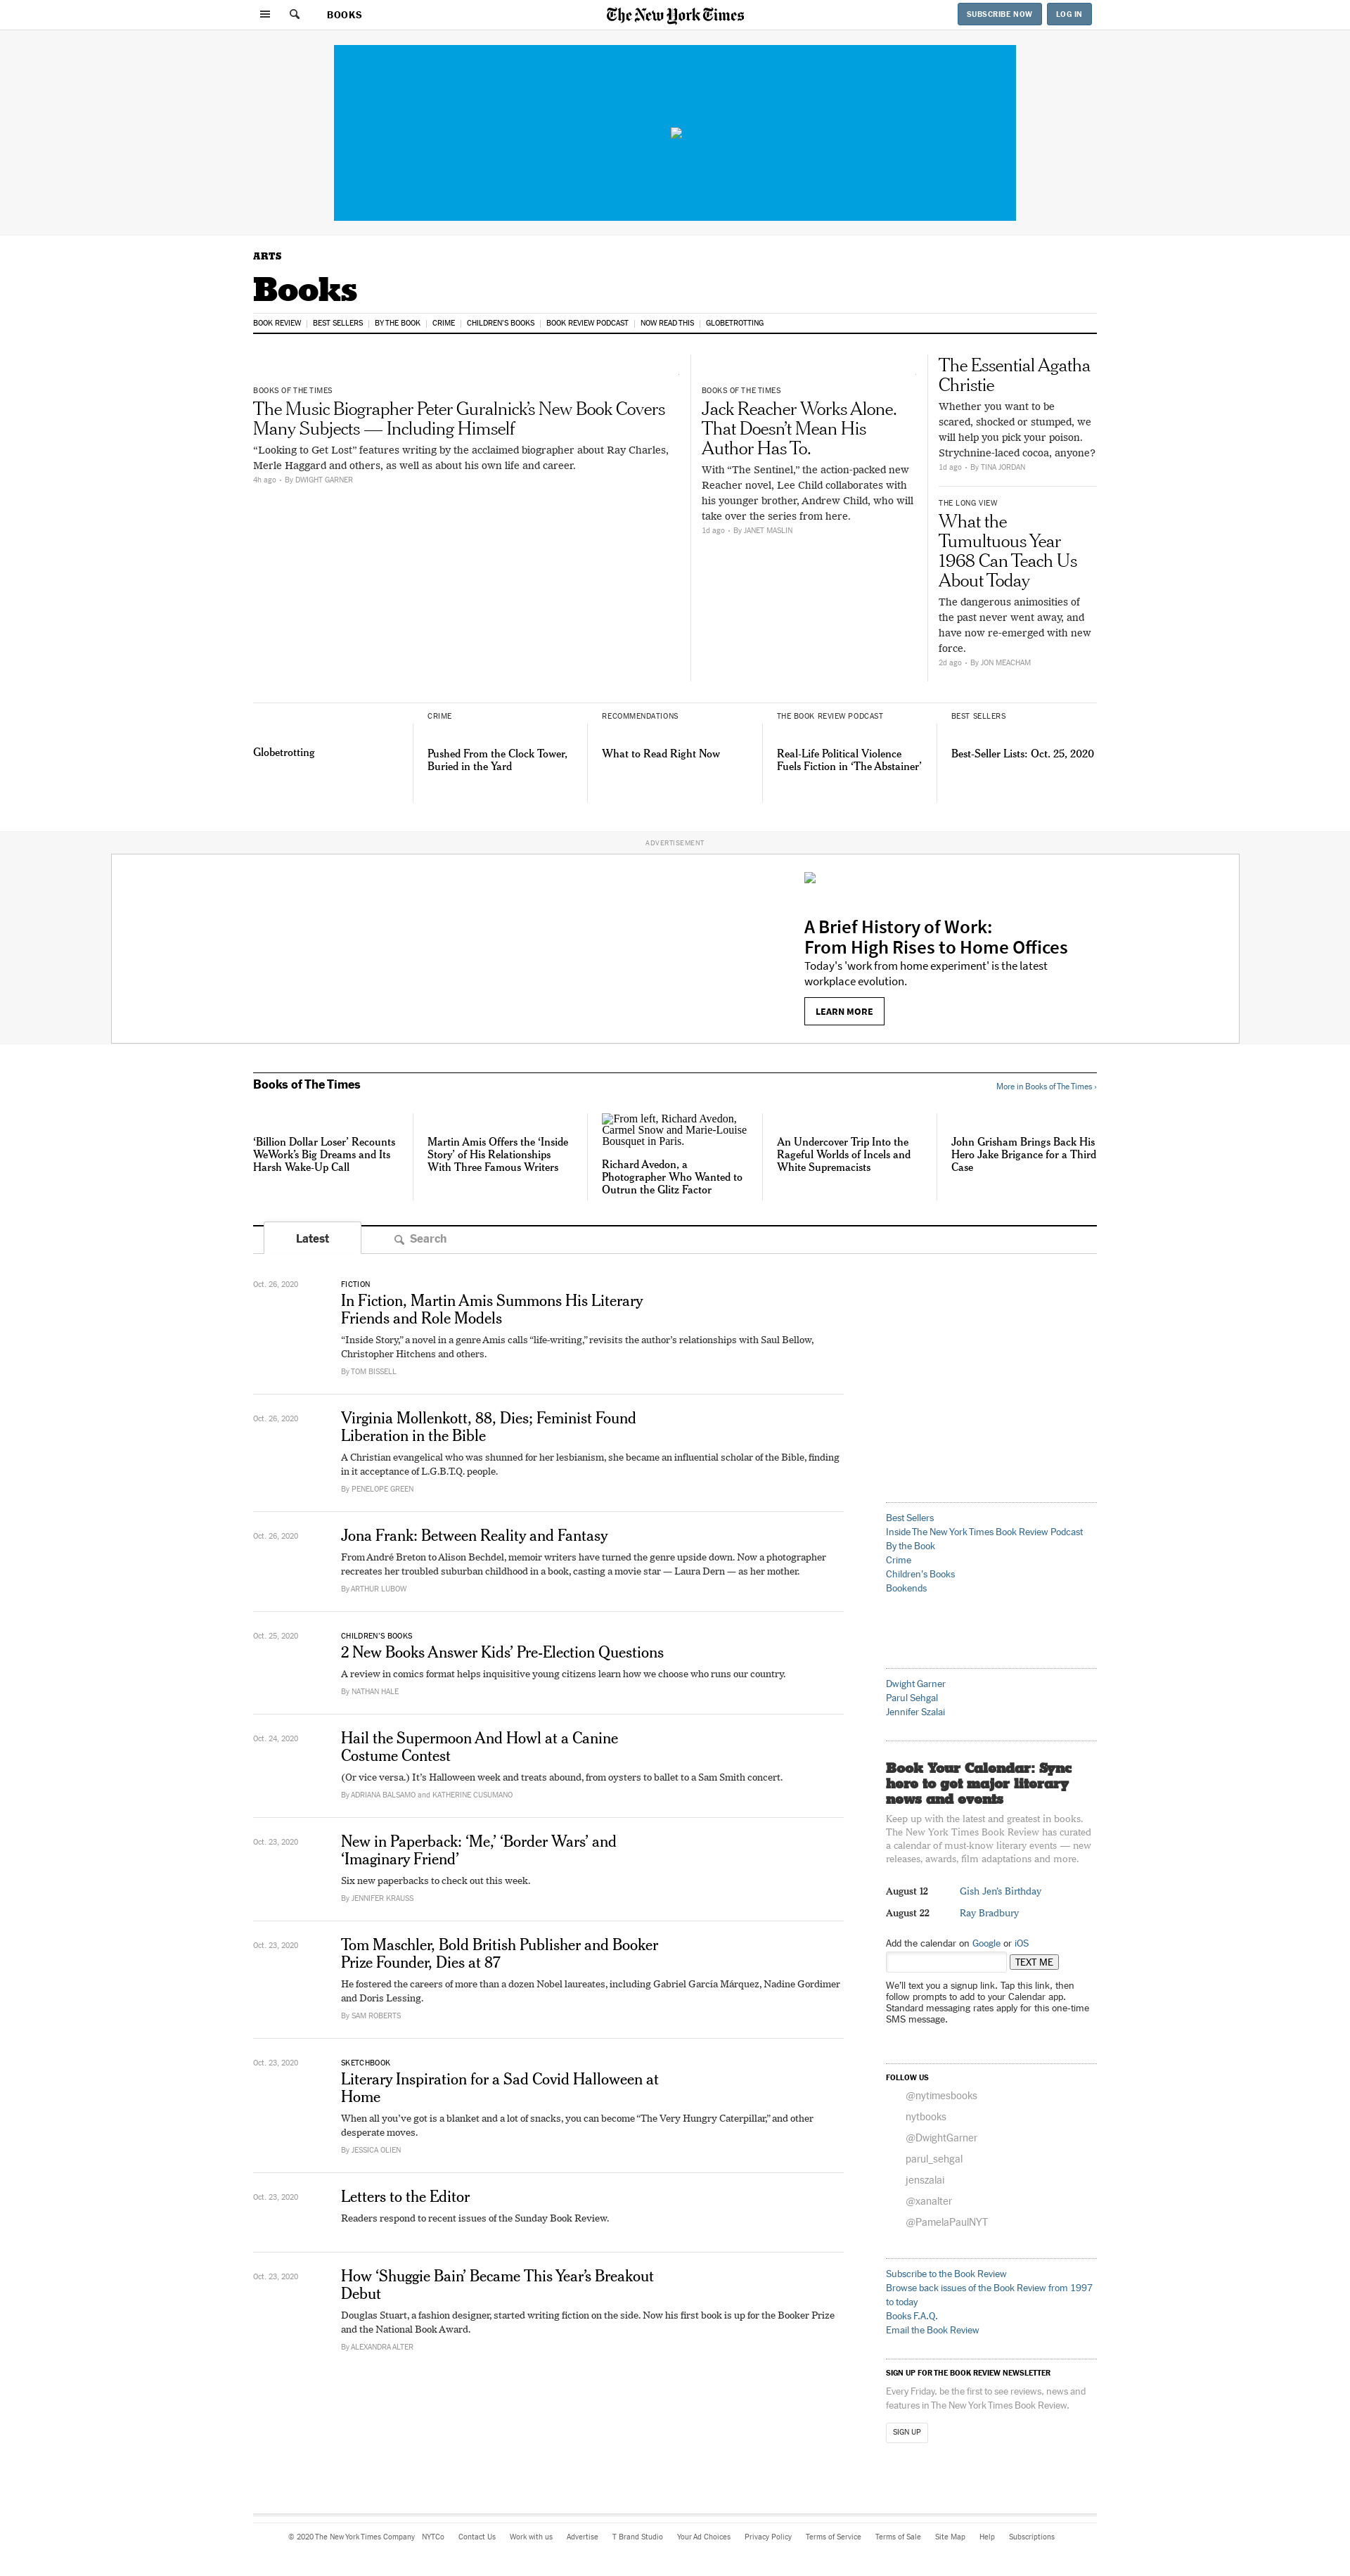 BOOKS
The New York Times
SUBSCRIBE NOW
LOG IN
ARTS
Books
BOOK REVIEW
BEST SELLERS
BY THE BOOK
CRIME
CHILDREN'S BOOKS
BOOK REVIEW PODCAST
NOW READ THIS
GLOBETROTTING
BOOKS OF THE TIMES
The Music Biographer Peter Guralnick’s New Book Covers
Many Subjects — Including Himself
“Looking to Get Lost” features writing by the acclaimed biographer about Ray Charles,
Merle Haggard and others, as well as about his own life and career.
4h ago • By DWIGHT GARNER
BOOKS OF THE TIMES
Jack Reacher Works Alone.
That Doesn’t Mean His
Author Has To.
With “The Sentinel,” the action-packed new
Reacher novel, Lee Child collaborates with
his younger brother, Andrew Child, who will
take over the series from here.
1d ago • By JANET MASLIN
The Essential Agatha
Christie
Whether you want to be
scared, shocked or stumped, we
will help you pick your poison.
Strychnine-laced cocoa, anyone?
1d ago • By TINA JORDAN
THE LONG VIEW
What the
Tumultuous Year
1968 Can Teach Us
About Today
The dangerous animosities of
the past never went away, and
have now re-emerged with new
force.
2d ago • By JON MEACHAM
Globetrotting
CRIME
Pushed From the Clock Tower,
Buried in the Yard
RECOMMENDATIONS
What to Read Right Now
THE BOOK REVIEW PODCAST
Real-Life Political Violence
Fuels Fiction in ‘The Abstainer’
BEST SELLERS
Best-Seller Lists: Oct. 25, 2020
ADVERTISEMENT
A Brief History of Work:
From High Rises to Home Offices
Today's 'work from home experiment' is the latest
workplace evolution.
LEARN MORE
Books of The Times
More in Books of The Times ›
‘Billion Dollar Loser’ Recounts
WeWork’s Big Dreams and Its
Harsh Wake-Up Call
Martin Amis Offers the ‘Inside
Story’ of His Relationships
With Three Famous Writers
From left, Richard Avedon,
Carmel Snow and Marie-Louise
Bousquet in Paris.
Richard Avedon, a
Photographer Who Wanted to
Outrun the Glitz Factor
An Undercover Trip Into the
Rageful Worlds of Incels and
White Supremacists
John Grisham Brings Back His
Hero Jake Brigance for a Third
Case
Latest
Search
Oct. 26, 2020
FICTION
In Fiction, Martin Amis Summons His Literary
Friends and Role Models
“Inside Story,” a novel in a genre Amis calls “life-writing,” revisits the author’s relationships with Saul Bellow,
Christopher Hitchens and others.
By TOM BISSELL
Oct. 26, 2020
Virginia Mollenkott, 88, Dies; Feminist Found
Liberation in the Bible
A Christian evangelical who was shunned for her lesbianism, she became an influential scholar of the Bible, finding
in it acceptance of L.G.B.T.Q. people.
By PENELOPE GREEN
Oct. 26, 2020
Jona Frank: Between Reality and Fantasy
From André Breton to Alison Bechdel, memoir writers have turned the genre upside down. Now a photographer
recreates her troubled suburban childhood in a book, casting a movie star — Laura Dern — as her mother.
By ARTHUR LUBOW
Oct. 25, 2020
CHILDREN’S BOOKS
2 New Books Answer Kids’ Pre-Election Questions
A review in comics format helps inquisitive young citizens learn how we choose who runs our country.
By NATHAN HALE
Oct. 24, 2020
Hail the Supermoon And Howl at a Canine
Costume Contest
(Or vice versa.) It’s Halloween week and treats abound, from oysters to ballet to a Sam Smith concert.
By ADRIANA BALSAMO and KATHERINE CUSUMANO
Oct. 23, 2020
New in Paperback: ‘Me,’ ‘Border Wars’ and
‘Imaginary Friend’
Six new paperbacks to check out this week.
By JENNIFER KRAUSS
Oct. 23, 2020
Tom Maschler, Bold British Publisher and Booker
Prize Founder, Dies at 87
He fostered the careers of more than a dozen Nobel laureates, including Gabriel García Márquez, Nadine Gordimer
and Doris Lessing.
By SAM ROBERTS
Oct. 23, 2020
SKETCHBOOK
Literary Inspiration for a Sad Covid Halloween at
Home
When all you’ve got is a blanket and a lot of snacks, you can become “The Very Hungry Caterpillar,” and other
desperate moves.
By JESSICA OLIEN
Oct. 23, 2020
Letters to the Editor
Readers respond to recent issues of the Sunday Book Review.
Oct. 23, 2020
How ‘Shuggie Bain’ Became This Year’s Breakout
Debut
Douglas Stuart, a fashion designer, started writing fiction on the side. Now his first book is up for the Booker Prize
and the National Book Award.
By ALEXANDRA ALTER
Best Sellers
Inside The New York Times Book Review Podcast
By the Book
Crime
Children's Books
Bookends
Dwight Garner
Parul Sehgal
Jennifer Szalai
Book Your Calendar: Sync
here to get major literary
news and events
Keep up with the latest and greatest in books.
The New York Times Book Review has curated
a calendar of must-know literary events — new
releases, awards, film adaptations and more.
August 12 Gish Jen's Birthday
August 22 Ray Bradbury
Add the calendar on Google or iOS
TEXT ME
We'll text you a signup link. Tap this link, then
follow prompts to add to your Calendar app.
Standard messaging rates apply for this one-time
SMS message.
FOLLOW US
@nytimesbooks
nytbooks
@DwightGarner
parul_sehgal
jenszalai
@xanalter
@PamelaPaulNYT
Subscribe to the Book Review
Browse back issues of the Book Review from 1997
to today
Books F.A.Q.
Email the Book Review
SIGN UP FOR THE BOOK REVIEW NEWSLETTER
Every Friday, be the first to see reviews, news and
features in The New York Times Book Review.
SIGN UP
© 2020 The New York Times Company NYTCo Contact Us Work with us Advertise T Brand Studio Your Ad Choices Privacy Policy Terms of Service Terms of Sale Site Map Help Subscriptions